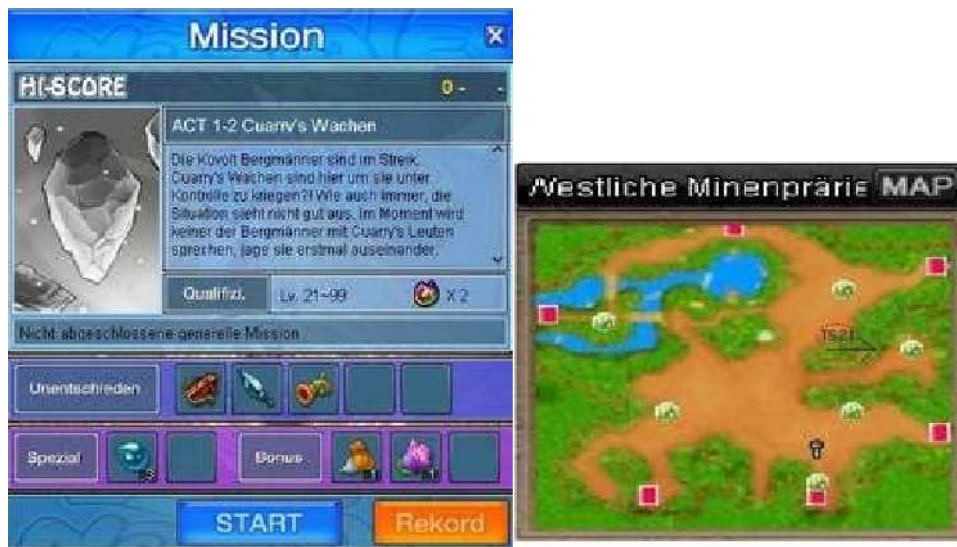 Mission
HI-SCORE
0 - -
ACT 1-2 Cuarry's Wachen
Die Kovolt Bergmänner sind im Streik.
Cuarry's Wachen sind hier um sie unter
Kontrolle zu kriegen?! Wie auch immer, die
Situation sieht nicht gut aus. Im Moment wird
keiner der Bergmänner mit Cuarry's Leuten
sprechen, jage sie erstmal auseinander.
Qualifizi.
Lv. 21~99
X 2
Nicht abgeschlossene generelle Mission
Unentschieden
Spezial
Bonus
START
Rekord
Westliche Minenprärie
MAP